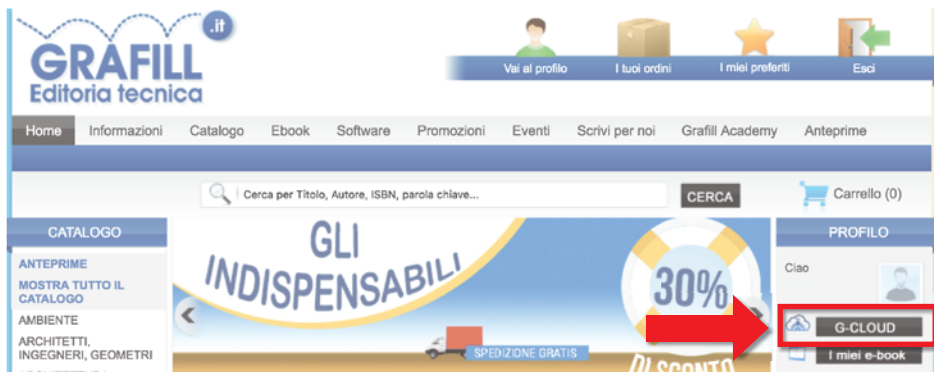 .it
GRAFILL
Editoria tecnica
Vai al profilo I tuoi ordini I miei preferiti Esci
Home Informazioni Catalogo Ebook Software Promozioni Eventi Scrivi per noi Grafill Academy Anteprime
Cerca per Titolo, Autore, ISBN, parola chiave... CERCA Carrello (0)
CATALOGO
ANTEPRIME
MOSTRA TUTTO IL
CATALOGO
AMBIENTE
ARCHITETTI,
INGEGNERI, GEOMETRI
GLI
INDISPENSABILI
SPEDIZIONE GRATIS
30%
DI SCONTO
PROFILO
Ciao
G-CLOUD
I miei e-book